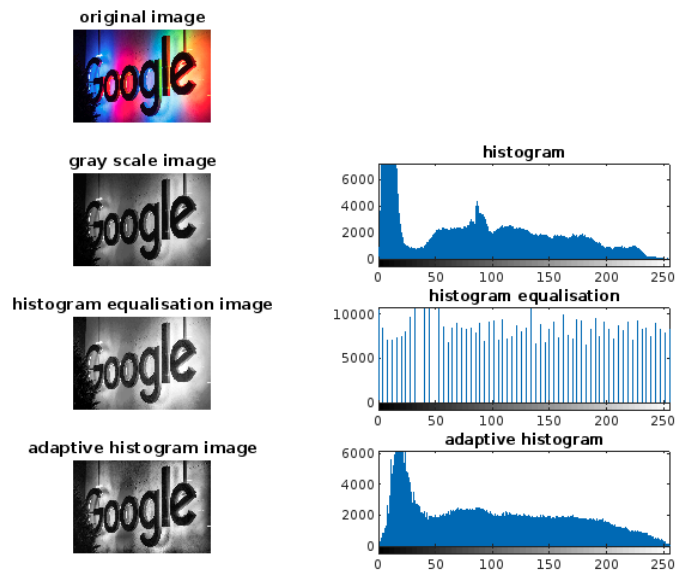 original image
Google
gray scale image
Google
histogram
6000
4000
2000
0
0 50 100 150 200 250
histogram equalisation image
Google
histogram equalisation
10000
5000
0
0 50 100 150 200 250
adaptive histogram image
Google
adaptive histogram
6000
4000
2000
0
0 50 100 150 200 250